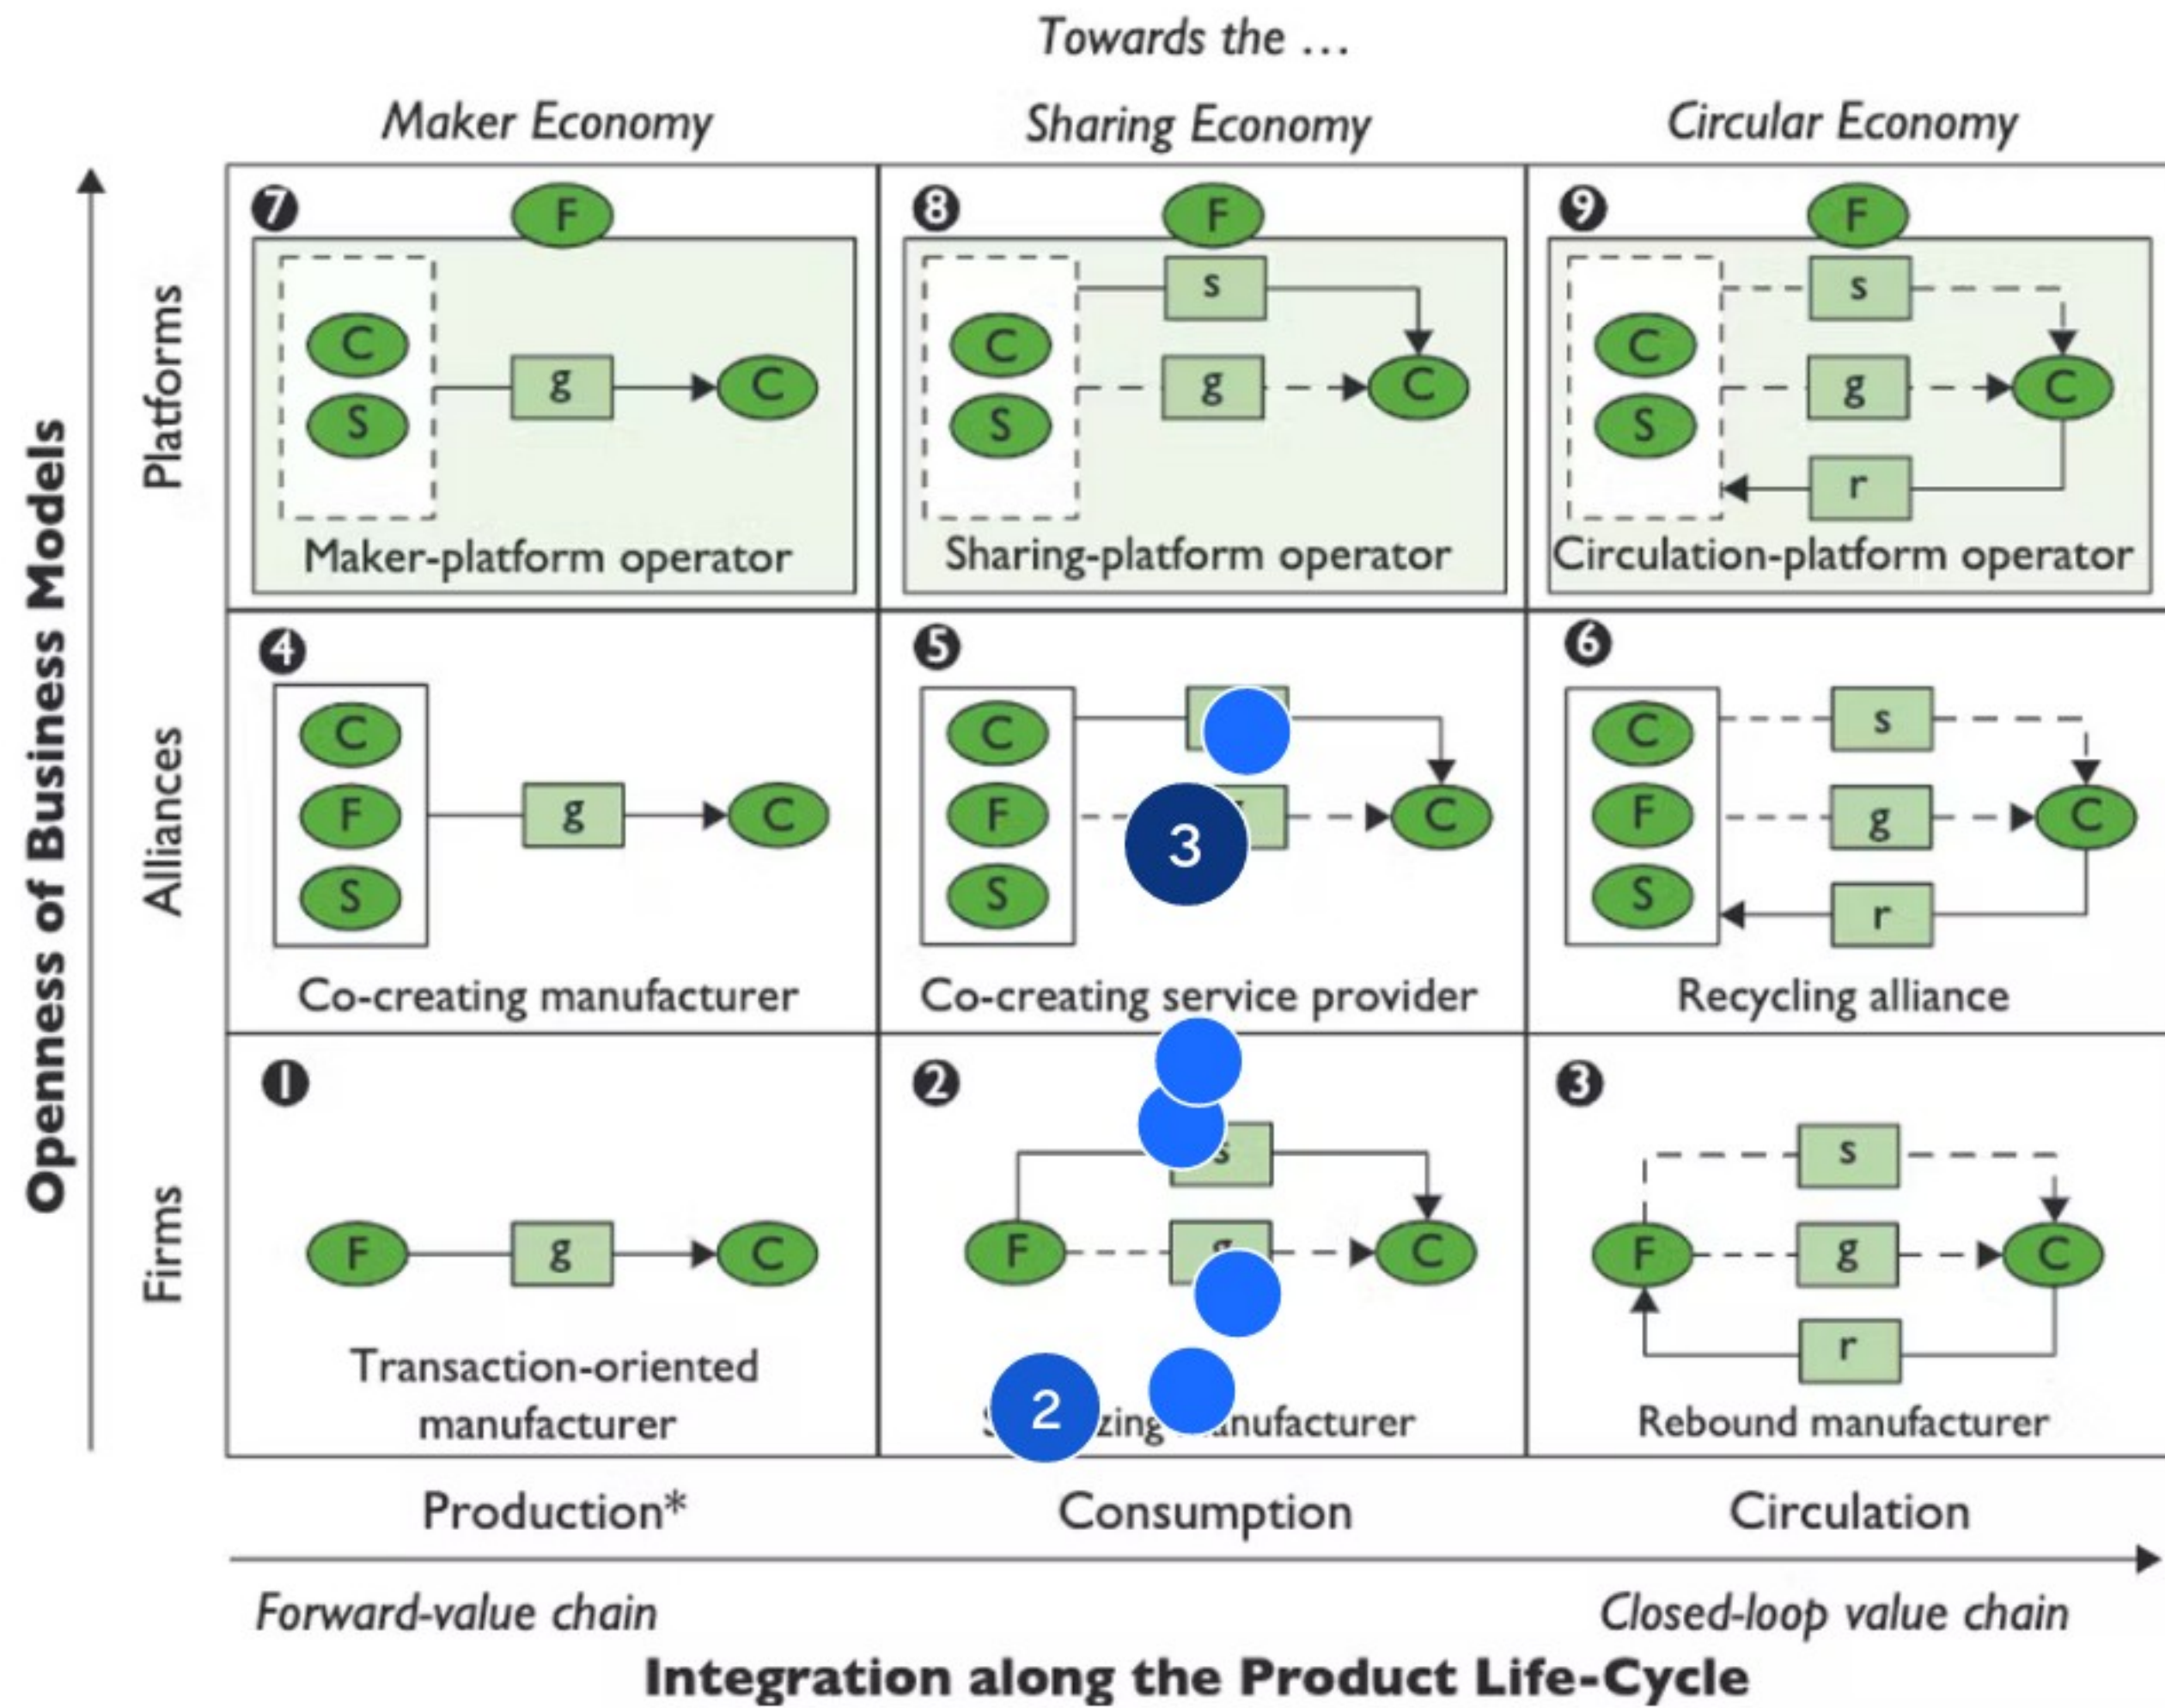 Towards the …
Maker Economy
Sharing Economy
Circular Economy
Openness of Business Models
Platforms
7
F
C
S
g
C
Maker-platform operator
8
F
s
C
S
g
C
Sharing-platform operator
9
F
s
C
S
g
C
r
Circulation-platform operator
Alliances
4
C
F
S
g
C
Co-creating manufacturer
5
C
F
S
3
C
Co-creating service provider
6
C
F
S
s
g
C
r
Recycling alliance
Firms
1
F
g
C
Transaction-oriented
manufacturer
2
s
F
C
2
3
s
F
g
C
r
Rebound manufacturer
Production*
Consumption
Circulation
Forward-value chain
Closed-loop value chain
Integration along the Product Life-Cycle